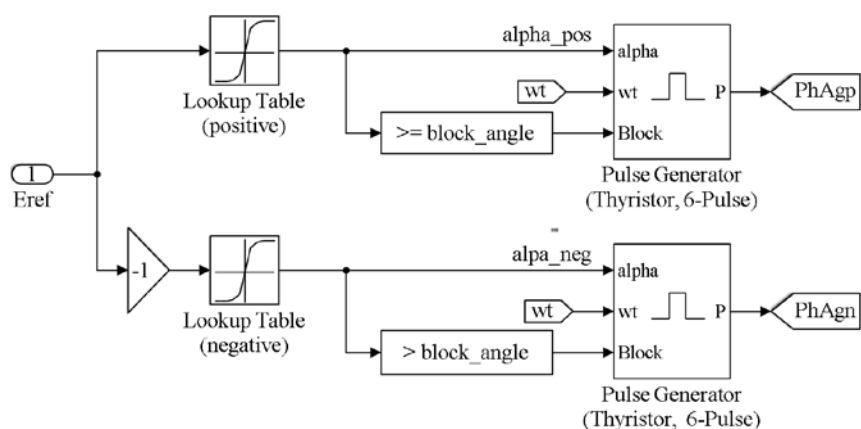 alpha_pos
alpha
wt
wt
P
PhAgp
Lookup Table
(positive)
>= block_angle
Block
1
Eref
Pulse Generator
(Thyristor, 6-Pulse)
-1
alpa_neg
alpha
Lookup Table
(negative)
wt
wt
P
PhAgn
> block_angle
Block
Pulse Generator
(Thyristor, 6-Pulse)